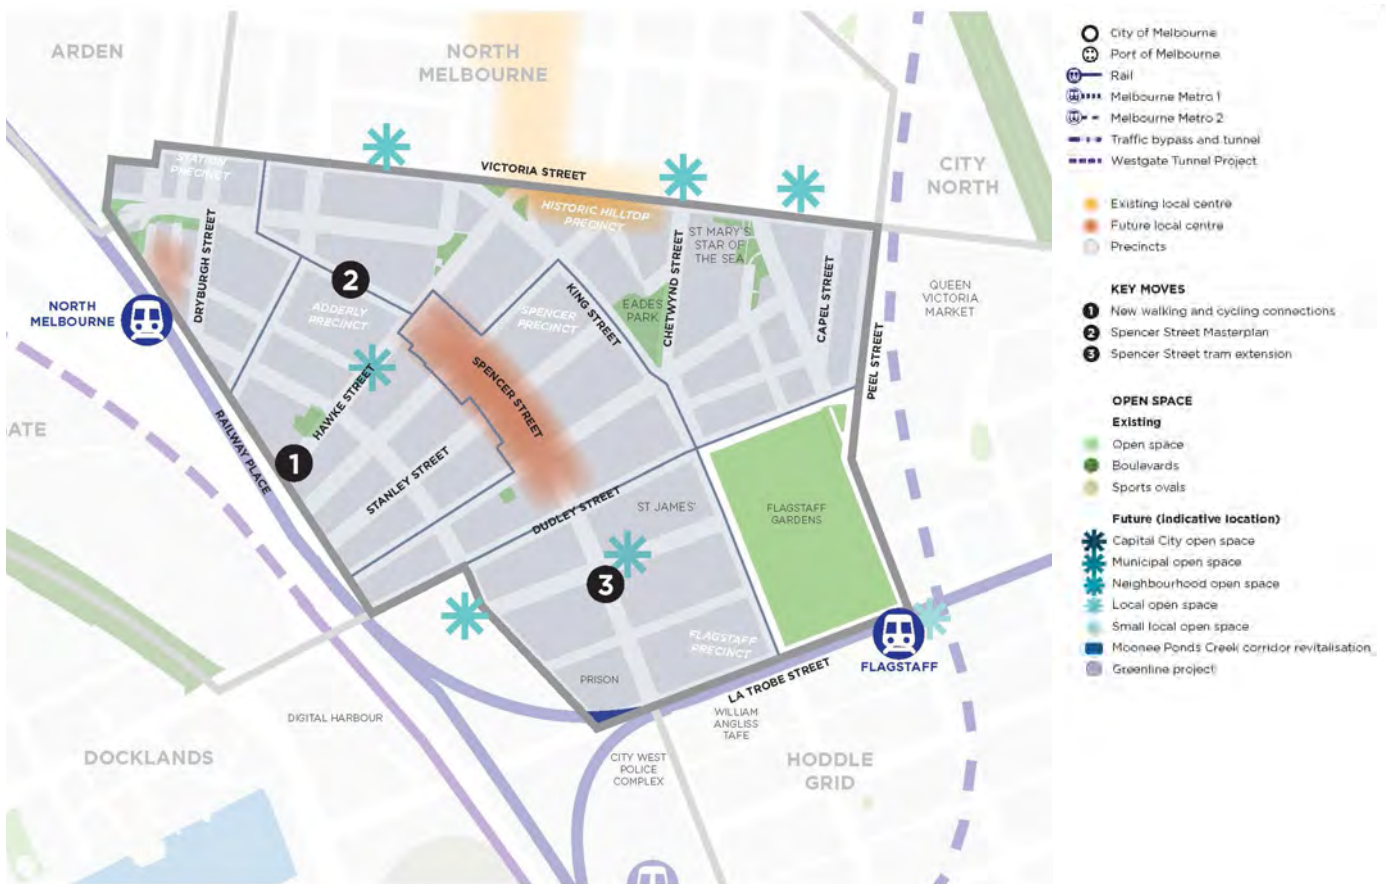 ARDEN
NORTH
MELBOURNE
STATION
PRECINCT
VICTORIA STREET
CITY
NORTH
HISTORIC HILLTOP
PRECINCT
DRYBURGH STREET
ST MARY'S
STAR OF
THE SEA
CHETWYND STREET
CAPEL STREET
QUEEN
VICTORIA
MARKET
NORTH
MELBOURNE
2
ADDERLY
PRECINCT
SPENCER
PRECINCT
KING STREET
EADES
PARK
PEEL STREET
SPENCER STREET
HAWKE STREET
RAILWAY PLACE
ATE
1
STANLEY STREET
DUDLEY STREET
ST JAMES'
FLAGSTAFF
GARDENS
3
FLAGSTAFF
PRECINCT
FLAGSTAFF
PRISON
LA TROBE STREET
WILLIAM
ANGLISS
TAFE
DIGITAL HARBOUR
DOCKLANDS
CITY WEST
POLICE
COMPLEX
HODDLE
GRID
City of Melbourne
Port of Melbourne
Rail
Melbourne Metro 1
Melbourne Metro 2
Traffic bypass and tunnel
Westgate Tunnel Project
Existing local centre
Future local centre
Precincts
KEY MOVES
1 New walking and cycling connections
2 Spencer Street Masterplan
3 Spencer Street tram extension
OPEN SPACE
Existing
Open space
Boulevards
Sports ovals
Future (indicative location)
Capital City open space
Municipal open space
Neighbourhood open space
Local open space
Small local open space
Moonee Ponds Creek corridor revitalisation
Greenline project